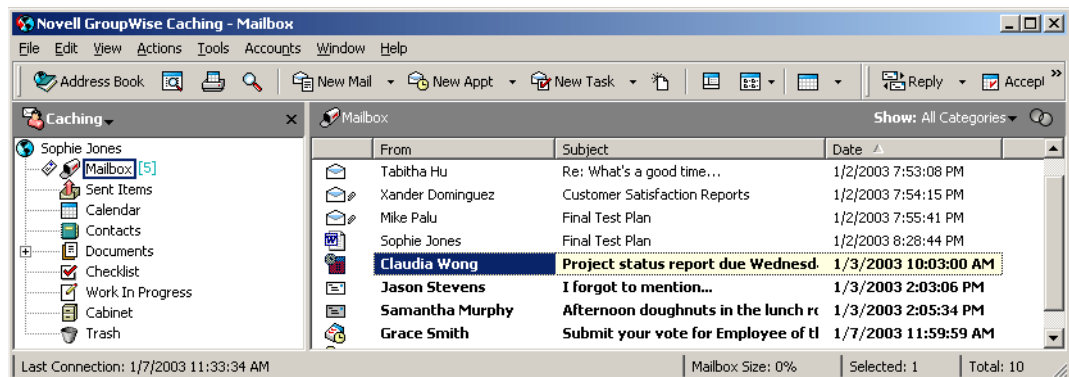 Novell GroupWise Caching - Mailbox
File Edit View Actions Tools Accounts Window Help
Address Book New Mail New Appt New Task Reply Accept »
Caching Mailbox Show: All Categories
Sophie Jones
Mailbox [5]
Sent Items
Calendar
Contacts
Documents
Checklist
Work In Progress
Cabinet
Trash
From Subject Date
Tabitha Hu Re: What's a good time... 1/2/2003 7:53:08 PM
Xander Dominguez Customer Satisfaction Reports 1/2/2003 7:54:15 PM
Mike Palu Final Test Plan 1/2/2003 7:55:41 PM
Sophie Jones Final Test Plan 1/2/2003 8:28:44 PM
Claudia Wong Project status report due Wednesd 1/3/2003 10:03:00 AM
Jason Stevens I forgot to mention... 1/3/2003 2:03:06 PM
Samantha Murphy Afternoon doughnuts in the lunch r 1/3/2003 2:05:34 PM
Grace Smith Submit your vote for Employee of t 1/7/2003 11:59:59 AM
Last Connection: 1/7/2003 11:33:34 AM Mailbox Size: 0% Selected: 1 Total: 10